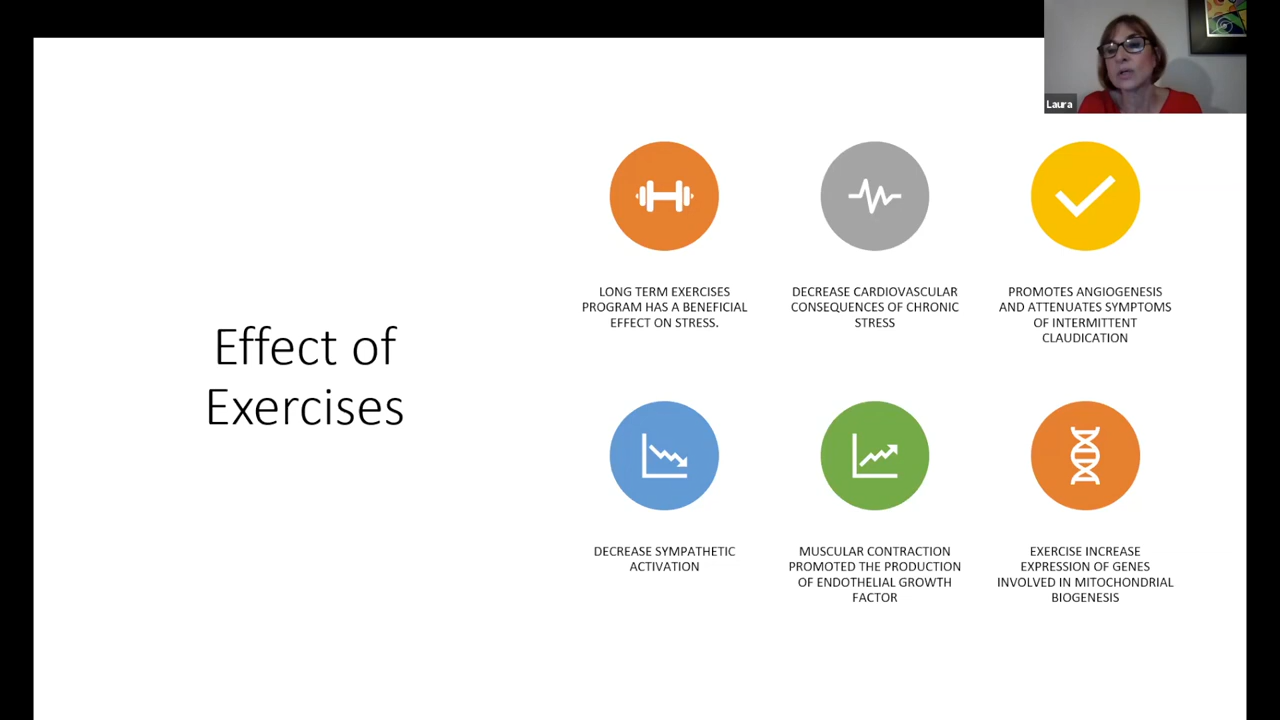 Laura
Effect of
Exercises
LONG TERM EXERCISES
PROGRAM HAS A BENEFICIAL
EFFECT ON STRESS.
DECREASE CARDIOVASCULAR
CONSEQUENCES OF CHRONIC
STRESS
PROMOTES ANGIOGENESIS
AND ATTENUATES SYMPTOMS
OF INTERMITTENT
CLAUDICATION
DECREASE SYMPATHETIC
ACTIVATION
MUSCULAR CONTRACTION
PROMOTED THE PRODUCTION
OF ENDOTHELIAL GROWTH
FACTOR
EXERCISE INCREASE
EXPRESSION OF GENES
INVOLVED IN MITOCHONDRIAL
BIOGENESIS